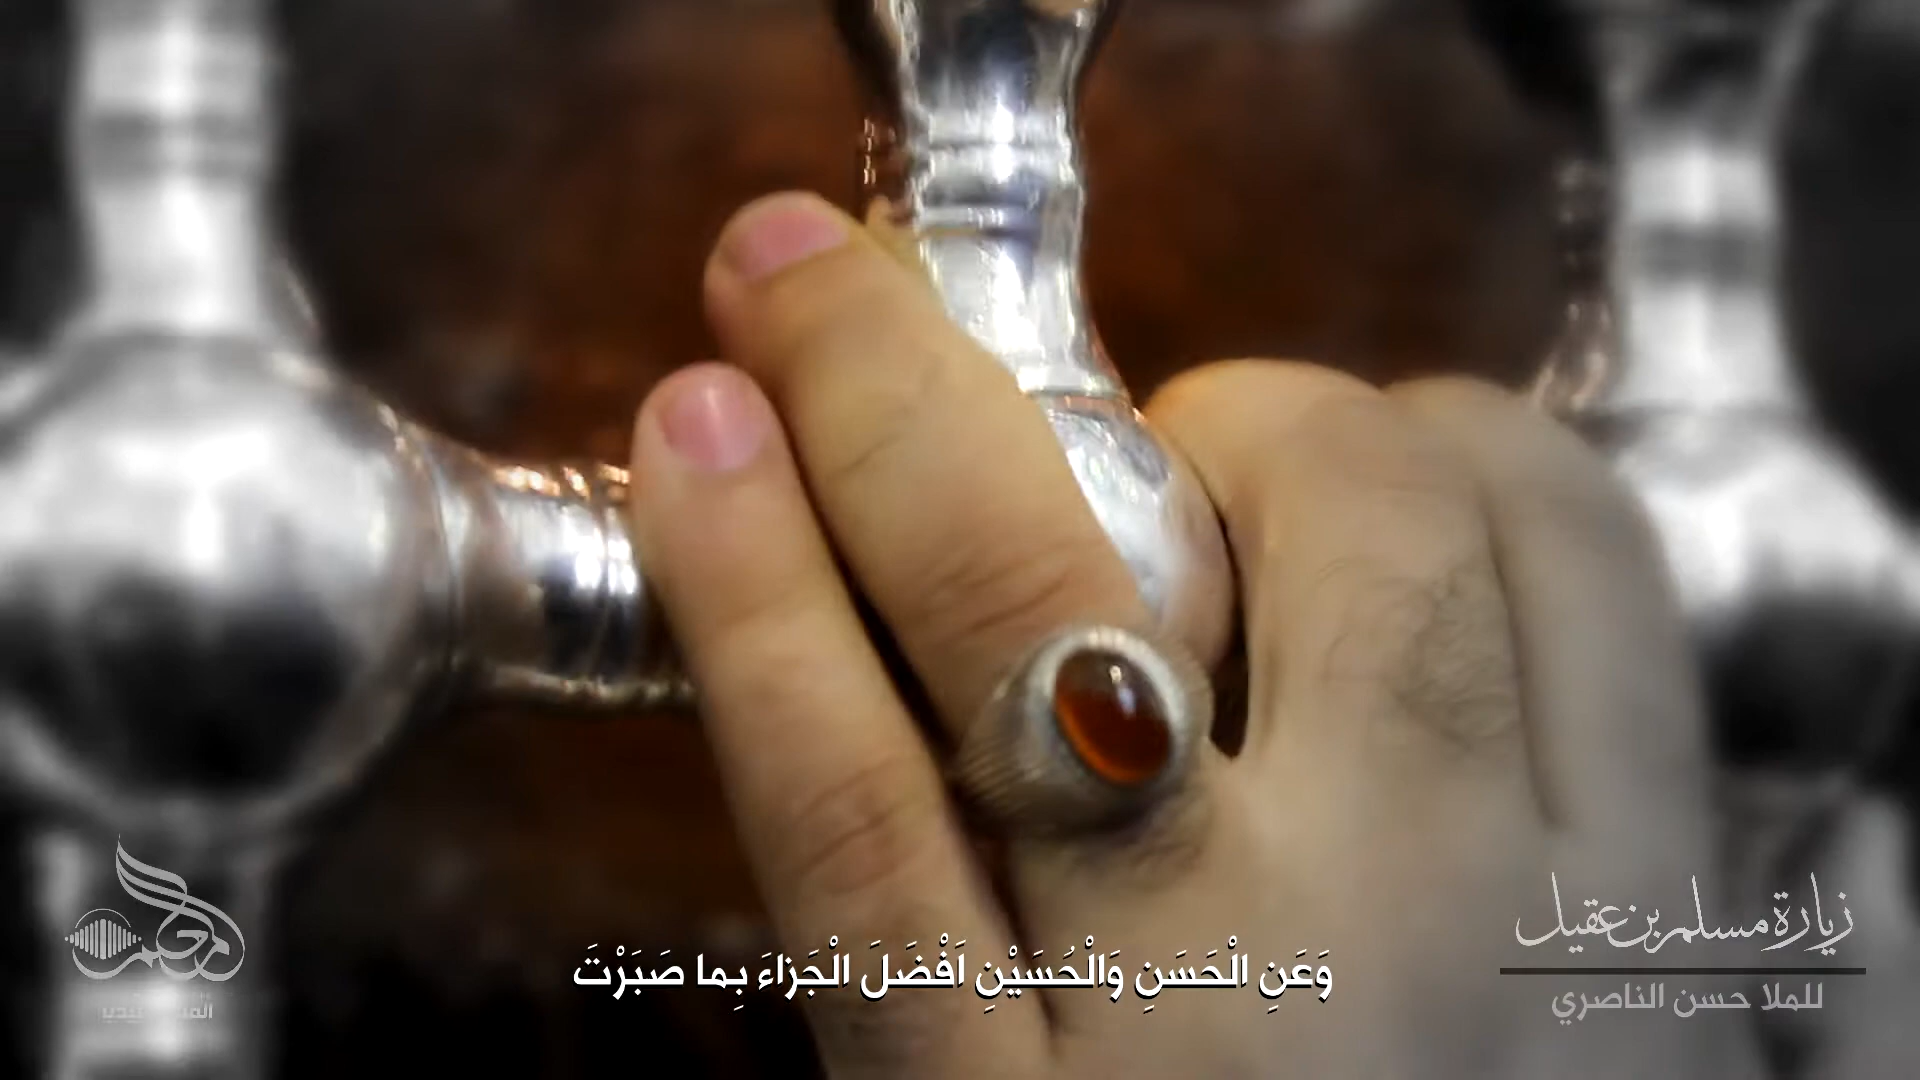 زيارة مسلم بن عقيل
للملا حسن الناصري
وَعَنِ الْحَسَنِ وَالْحُسَيْنِ اَفْضَلَ الْجَزاءَ بِما صَبَرْتَ